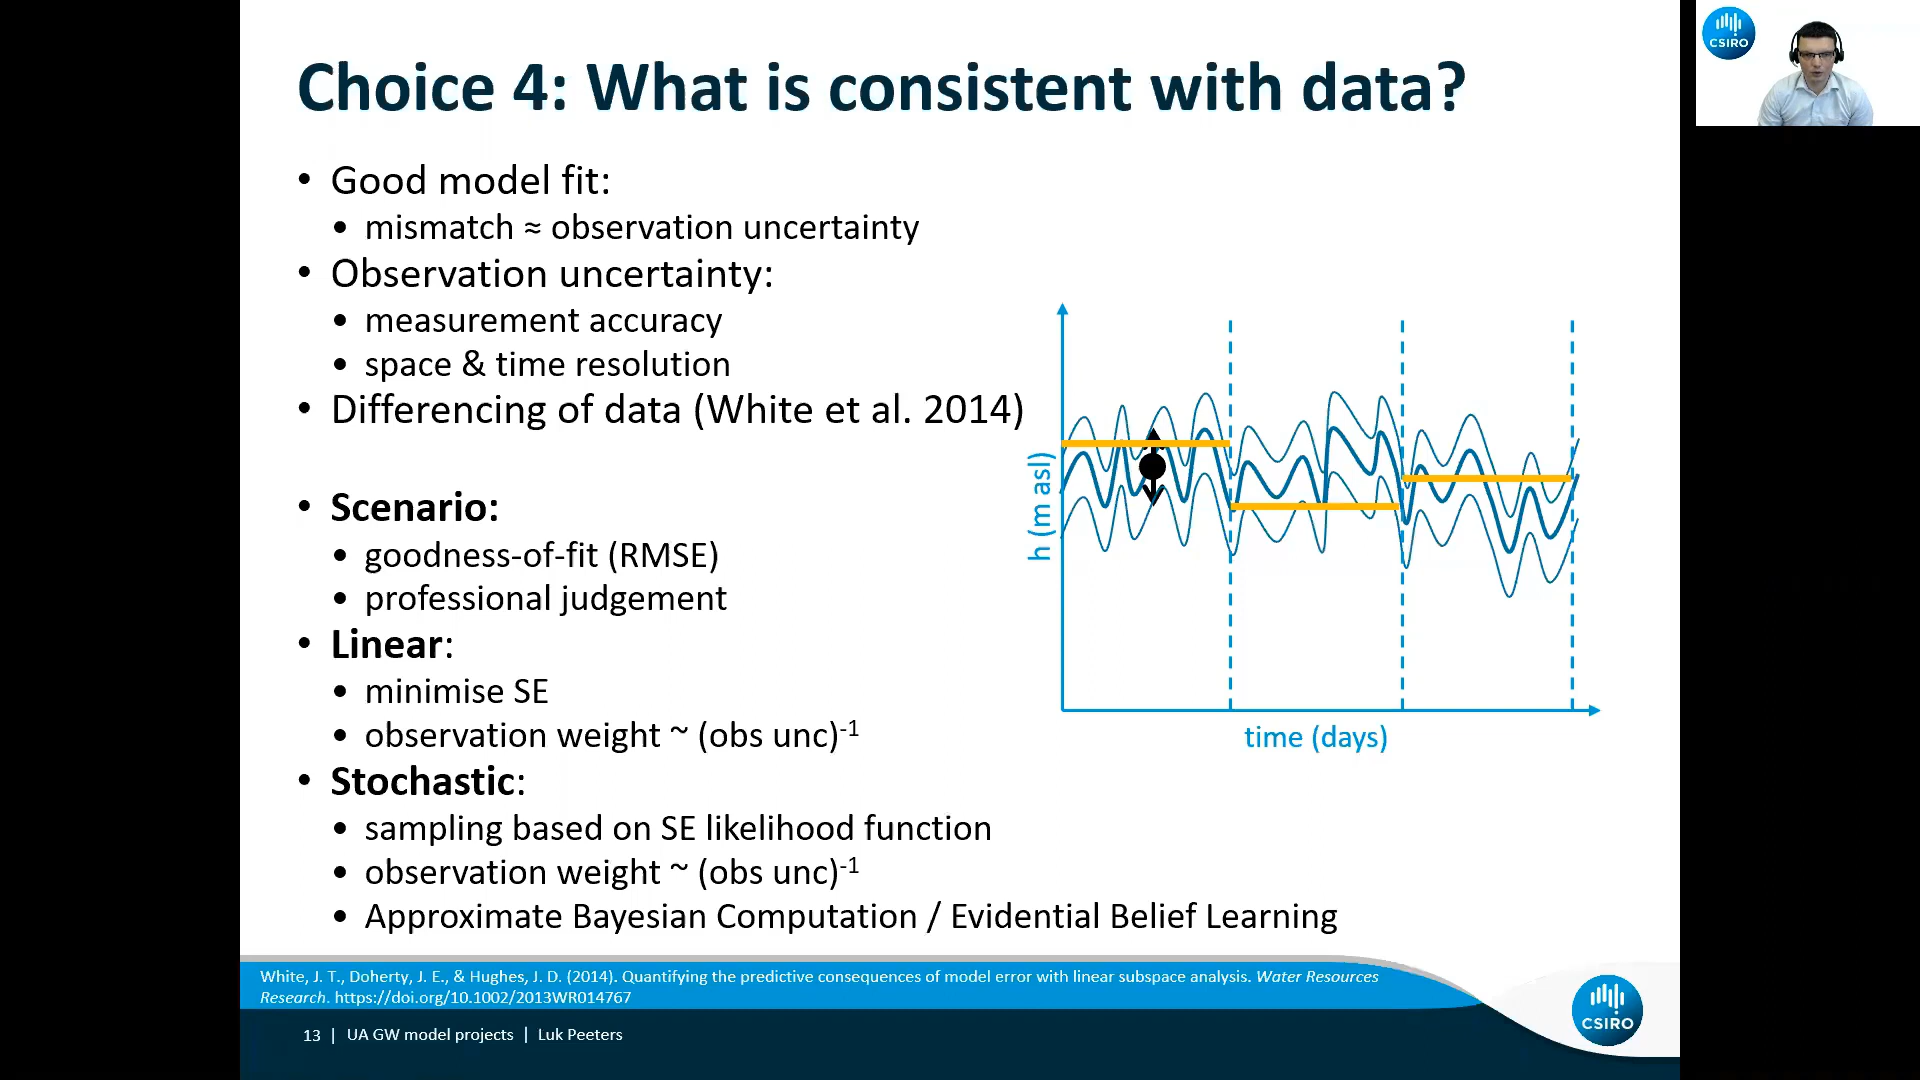 Choice 4: What is consistent with data?
• Good model fit:
• mismatch ≈ observation uncertainty
• Observation uncertainty:
• measurement accuracy
• space & time resolution
• Differencing of data (White et al. 2014)
• Scenario:
• goodness-of-fit (RMSE)
• professional judgement
• Linear:
• minimise SE
• observation weight ~ (obs unc)⁻¹
• Stochastic:
• sampling based on SE likelihood function
• observation weight ~ (obs unc)⁻¹
• Approximate Bayesian Computation / Evidential Belief Learning
h (m asl)
time (days)
White, J. T., Doherty, J. E., & Hughes, J. D. (2014). Quantifying the predictive consequences of model error with linear subspace analysis. Water Resources
Research. https://doi.org/10.1002/2013WR014767
13 | UA GW model projects | Luk Peeters
CSIRO
CSIRO